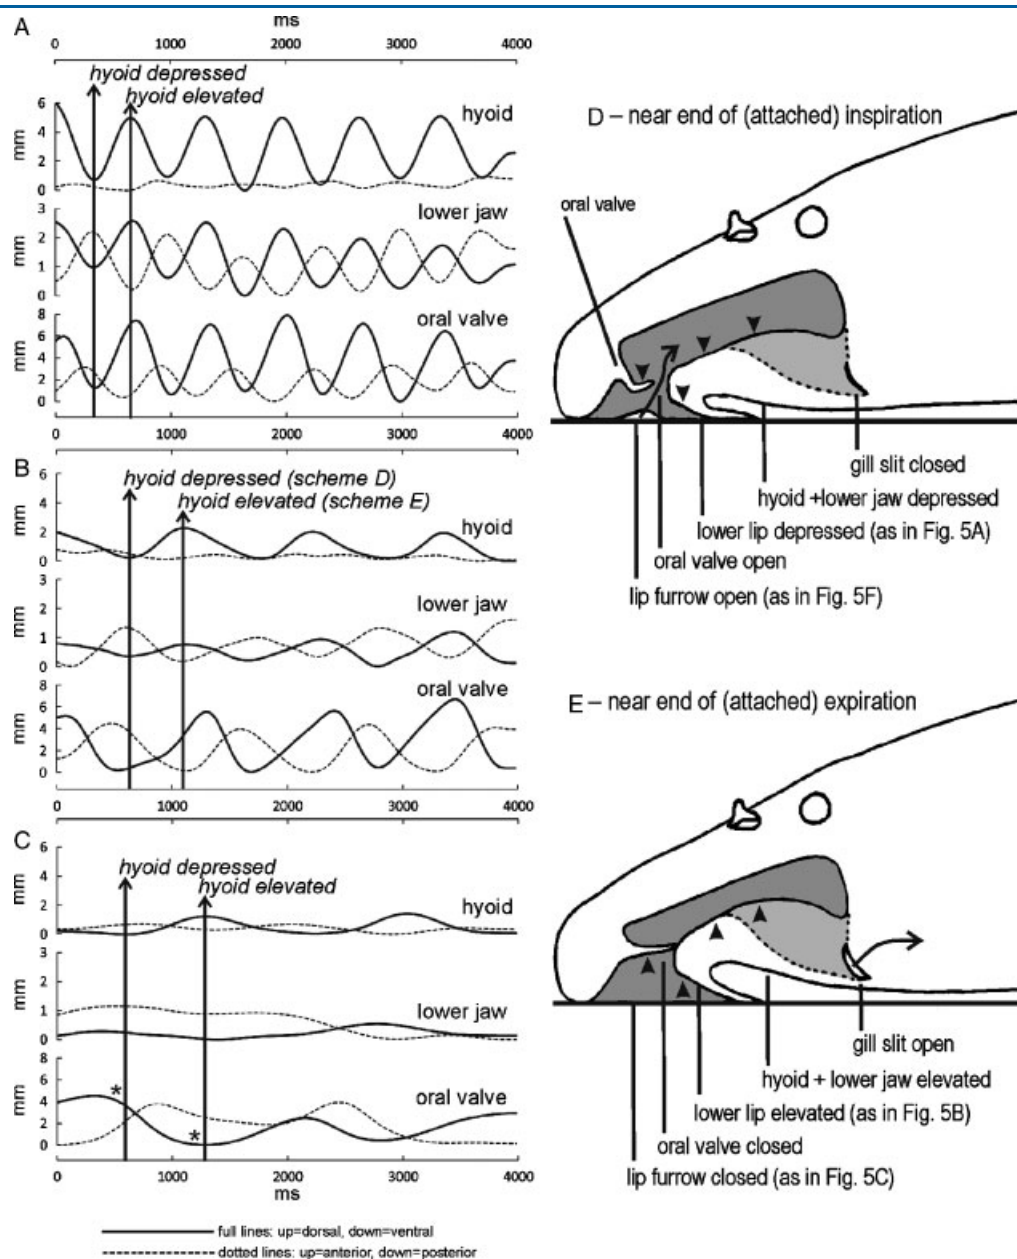 A
ms
0 1000 2000 3000 4000
hyoid depressed
hyoid elevated
hyoid
mm
6
4
2
0
lower jaw
mm
3
2
1
0
oral valve
mm
8
6
4
2
0
0 1000 2000 3000 4000
B
hyoid depressed (scheme D)
hyoid elevated (scheme E)
hyoid
mm
6
4
2
0
lower jaw
mm
3
2
1
0
oral valve
mm
8
6
4
2
0
0 1000 2000 3000 4000
C
hyoid depressed
hyoid elevated
hyoid
mm
6
4
2
0
lower jaw
mm
3
2
1
0
oral valve
mm
8
6
4
2
0
*
*
0 1000 2000 3000 4000
ms
full lines: up=dorsal, down=ventral
dotted lines: up=anterior, down=posterior
D – near end of (attached) inspiration
oral valve
gill slit closed
hyoid +lower jaw depressed
lower lip depressed (as in Fig. 5A)
oral valve open
lip furrow open (as in Fig. 5F)
E – near end of (attached) expiration
gill slit open
hyoid + lower jaw elevated
lower lip elevated (as in Fig. 5B)
oral valve closed
lip furrow closed (as in Fig. 5C)